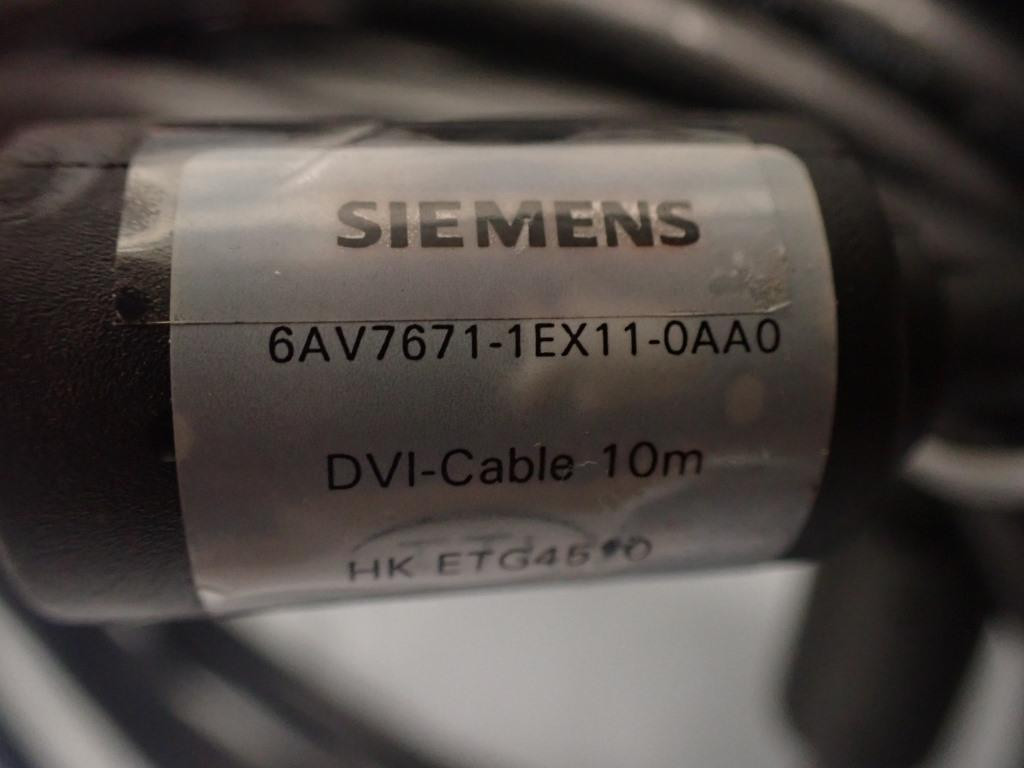 SIEMENS
6AV7671-1EX11-0AA0
DVI-Cable 10m
HK